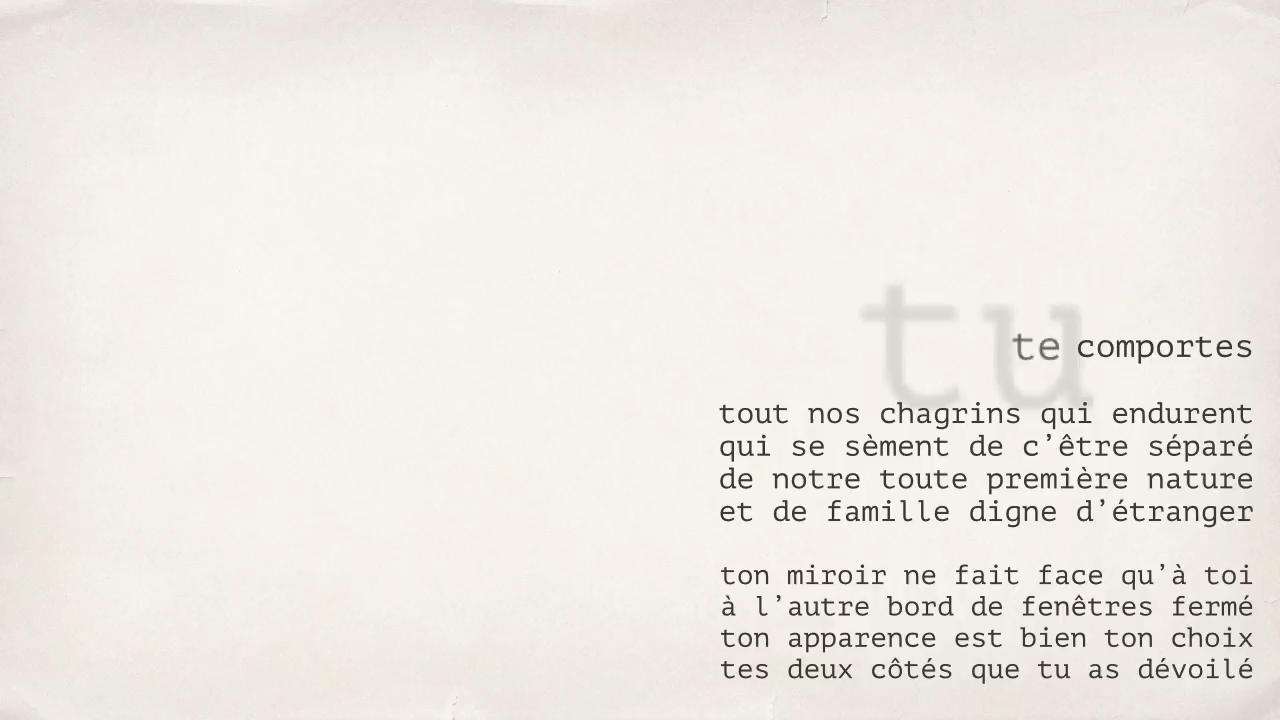 tu
te comportes
tout nos chagrins qui endurent
qui se sèment de c’être séparé
de notre toute première nature
et de famille digne d’étranger
ton miroir ne fait face qu’à toi
à l’autre bord de fenêtres fermé
ton apparence est bien ton choix
tes deux côtés que tu as dévoilé